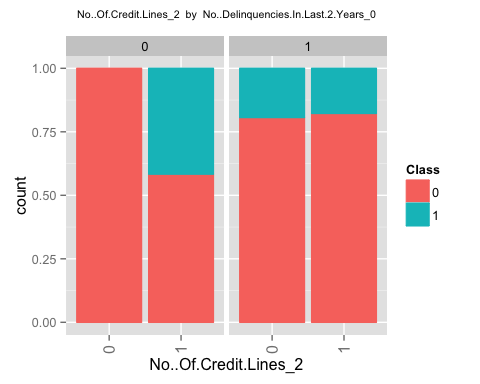 No..Of.Credit.Lines_2 by No..Delinquencies.In.Last.2.Years_0
0 1
1.00
0.75
0.50
0.25
0.00
count
0 1 0 1
No..Of.Credit.Lines_2
Class
0
1